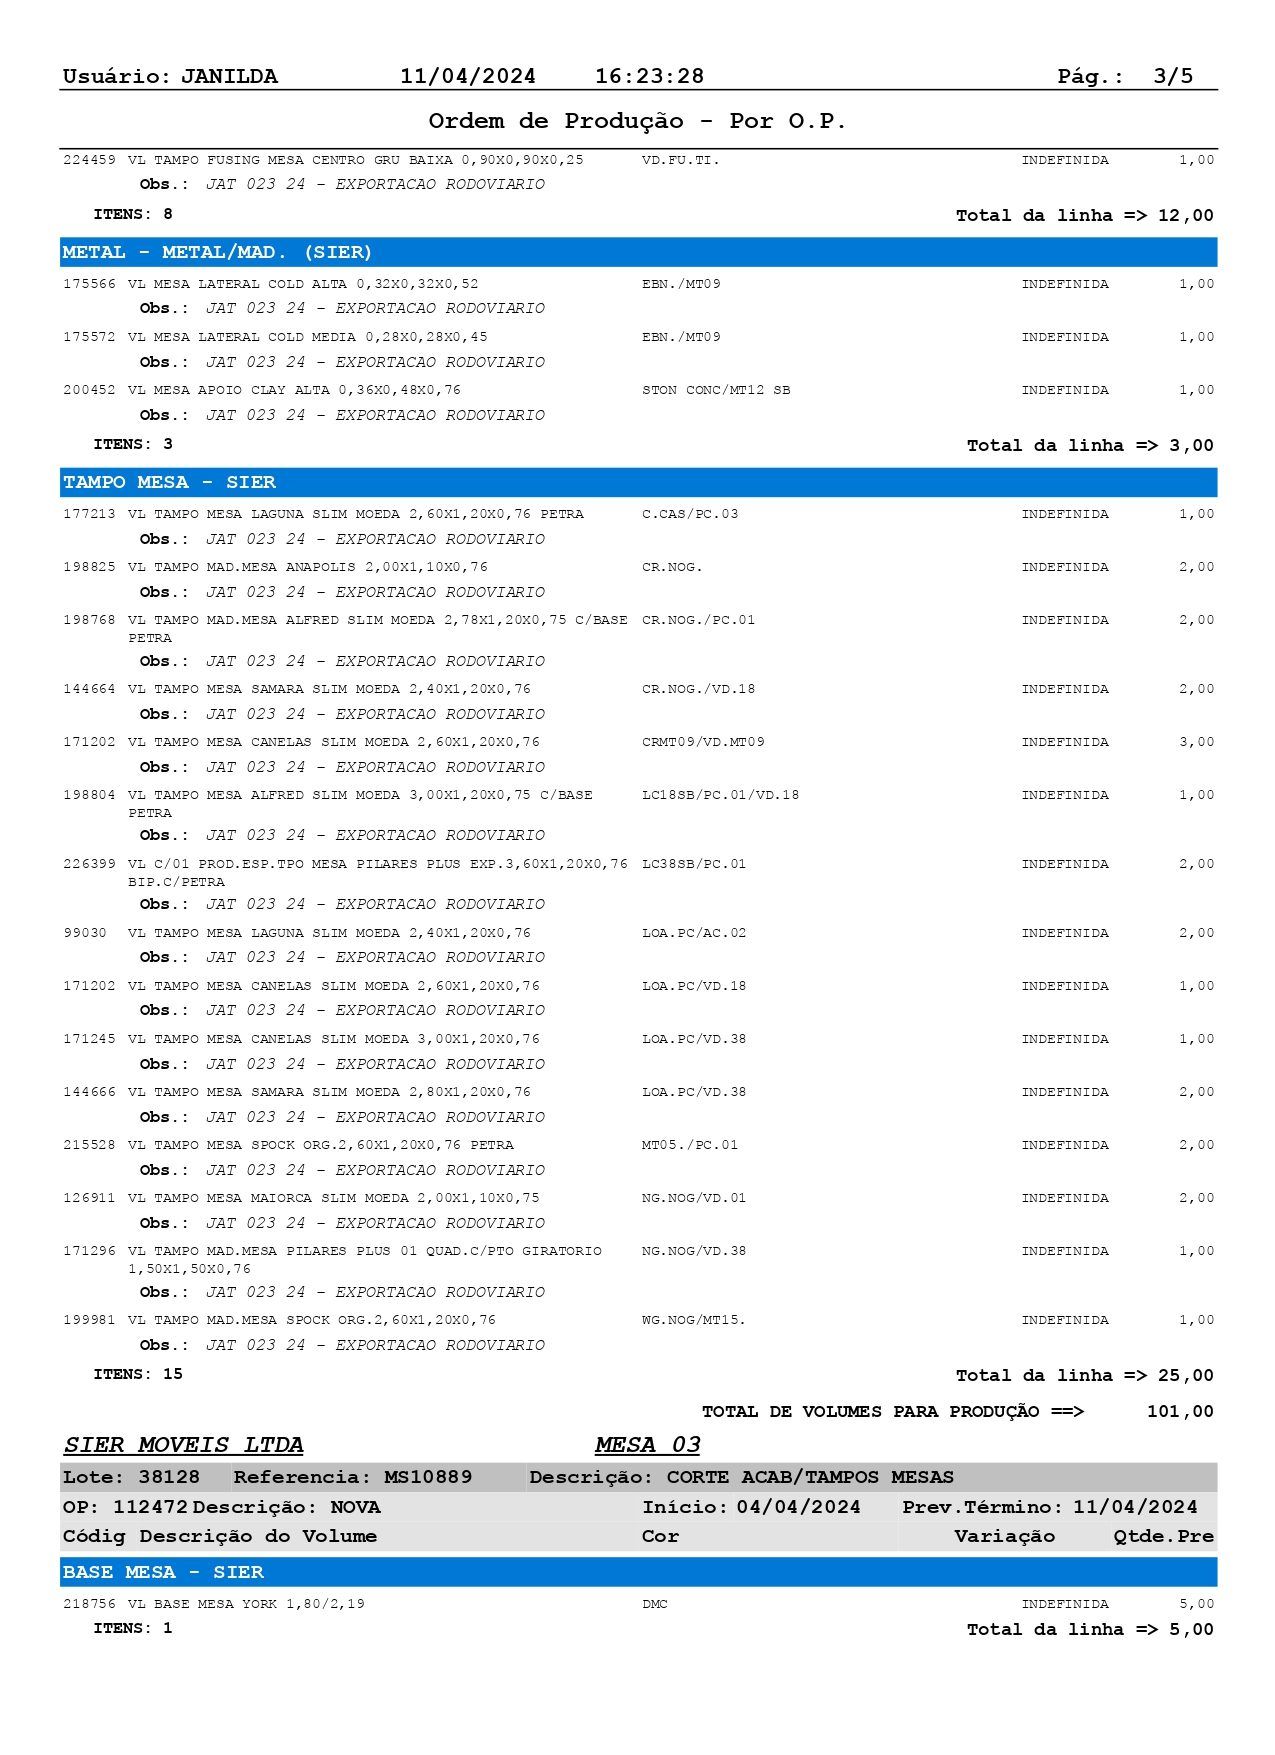 Usuário: JANILDA 11/04/2024 16:23:28 Pág.: 3/5
Ordem de Produção - Por O.P.
224459 VL TAMPO FUSING MESA CENTRO GRU BAIXA 0,90X0,90X0,25 VD.FU.TI. INDEFINIDA 1,00
Obs.: JAT 023 24 - EXPORTACAO RODOVIARIO
ITENS: 8 Total da linha => 12,00
METAL - METAL/MAD. (SIER)
175566 VL MESA LATERAL COLD ALTA 0,32X0,32X0,52 EBN./MT09 INDEFINIDA 1,00
Obs.: JAT 023 24 - EXPORTACAO RODOVIARIO
175572 VL MESA LATERAL COLD MEDIA 0,28X0,28X0,45 EBN./MT09 INDEFINIDA 1,00
Obs.: JAT 023 24 - EXPORTACAO RODOVIARIO
200452 VL MESA APOIO CLAY ALTA 0,36X0,48X0,76 STON CONC/MT12 SB INDEFINIDA 1,00
Obs.: JAT 023 24 - EXPORTACAO RODOVIARIO
ITENS: 3 Total da linha => 3,00
TAMPO MESA - SIER
177213 VL TAMPO MESA LAGUNA SLIM MOEDA 2,60X1,20X0,76 PETRA C.CAS/PC.03 INDEFINIDA 1,00
Obs.: JAT 023 24 - EXPORTACAO RODOVIARIO
198825 VL TAMPO MAD.MESA ANAPOLIS 2,00X1,10X0,76 CR.NOG. INDEFINIDA 2,00
Obs.: JAT 023 24 - EXPORTACAO RODOVIARIO
198768 VL TAMPO MAD.MESA ALFRED SLIM MOEDA 2,78X1,20X0,75 C/BASE CR.NOG./PC.01 INDEFINIDA 2,00
PETRA
Obs.: JAT 023 24 - EXPORTACAO RODOVIARIO
144664 VL TAMPO MESA SAMARA SLIM MOEDA 2,40X1,20X0,76 CR.NOG./VD.18 INDEFINIDA 2,00
Obs.: JAT 023 24 - EXPORTACAO RODOVIARIO
171202 VL TAMPO MESA CANELAS SLIM MOEDA 2,60X1,20X0,76 CRMT09/VD.MT09 INDEFINIDA 3,00
Obs.: JAT 023 24 - EXPORTACAO RODOVIARIO
198804 VL TAMPO MESA ALFRED SLIM MOEDA 3,00X1,20X0,75 C/BASE LC18SB/PC.01/VD.18 INDEFINIDA 1,00
PETRA
Obs.: JAT 023 24 - EXPORTACAO RODOVIARIO
226399 VL C/01 PROD.ESP.TPO MESA PILARES PLUS EXP.3,60X1,20X0,76 LC38SB/PC.01 INDEFINIDA 2,00
BIP.C/PETRA
Obs.: JAT 023 24 - EXPORTACAO RODOVIARIO
99030 VL TAMPO MESA LAGUNA SLIM MOEDA 2,40X1,20X0,76 LOA.PC/AC.02 INDEFINIDA 2,00
Obs.: JAT 023 24 - EXPORTACAO RODOVIARIO
171202 VL TAMPO MESA CANELAS SLIM MOEDA 2,60X1,20X0,76 LOA.PC/VD.18 INDEFINIDA 1,00
Obs.: JAT 023 24 - EXPORTACAO RODOVIARIO
171245 VL TAMPO MESA CANELAS SLIM MOEDA 3,00X1,20X0,76 LOA.PC/VD.38 INDEFINIDA 1,00
Obs.: JAT 023 24 - EXPORTACAO RODOVIARIO
144666 VL TAMPO MESA SAMARA SLIM MOEDA 2,80X1,20X0,76 LOA.PC/VD.38 INDEFINIDA 2,00
Obs.: JAT 023 24 - EXPORTACAO RODOVIARIO
215528 VL TAMPO MESA SPOCK ORG.2,60X1,20X0,76 PETRA MT05./PC.01 INDEFINIDA 2,00
Obs.: JAT 023 24 - EXPORTACAO RODOVIARIO
126911 VL TAMPO MESA MAIORCA SLIM MOEDA 2,00X1,10X0,75 NG.NOG/VD.01 INDEFINIDA 2,00
Obs.: JAT 023 24 - EXPORTACAO RODOVIARIO
171296 VL TAMPO MAD.MESA PILARES PLUS 01 QUAD.C/PTO GIRATORIO NG.NOG/VD.38 INDEFINIDA 1,00
1,50X1,50X0,76
Obs.: JAT 023 24 - EXPORTACAO RODOVIARIO
199981 VL TAMPO MAD.MESA SPOCK ORG.2,60X1,20X0,76 WG.NOG/MT15. INDEFINIDA 1,00
Obs.: JAT 023 24 - EXPORTACAO RODOVIARIO
ITENS: 15 Total da linha => 25,00
TOTAL DE VOLUMES PARA PRODUÇÃO ==> 101,00
SIER MOVEIS LTDA MESA 03
Lote: 38128 Referencia: MS10889 Descrição: CORTE ACAB/TAMPOS MESAS
OP: 112472 Descrição: NOVA Início: 04/04/2024 Prev.Término: 11/04/2024
Códig Descrição do Volume Cor Variação Qtde.Pre
BASE MESA - SIER
218756 VL BASE MESA YORK 1,80/2,19 DMC INDEFINIDA 5,00
ITENS: 1 Total da linha => 5,00